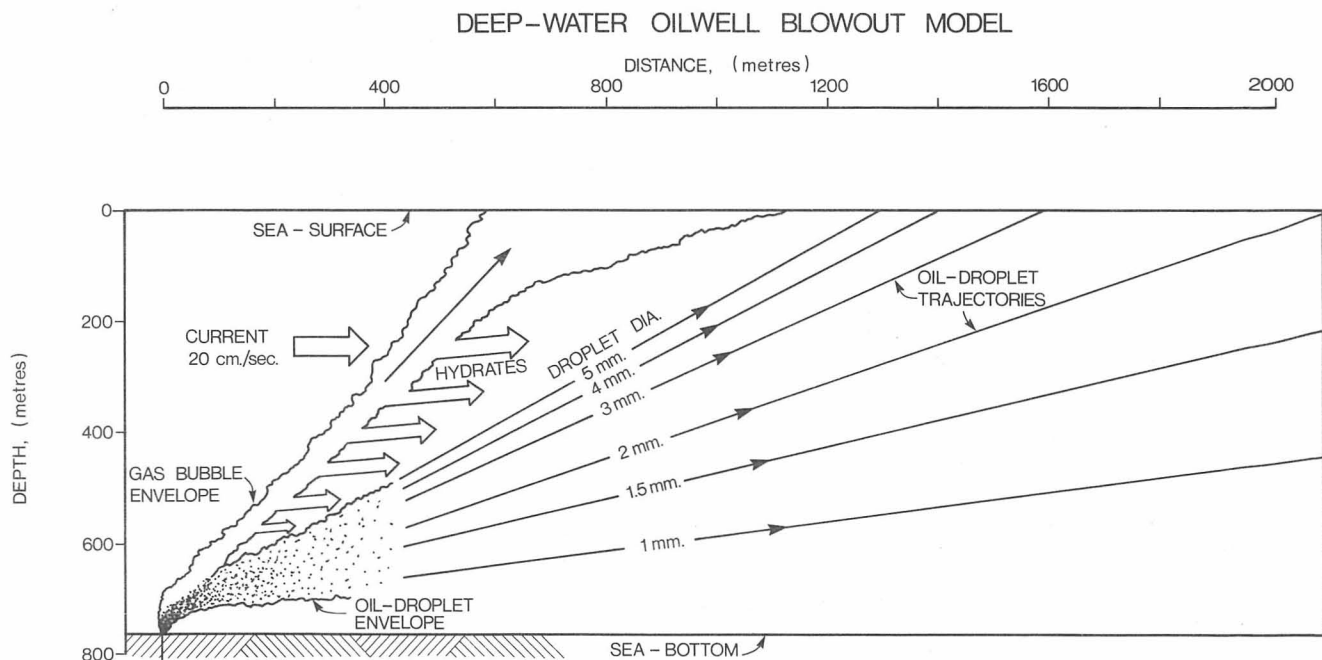 DEEP-WATER OILWELL BLOWOUT MODEL
DISTANCE, (metres)
0 400 800 1200 1600 2000
0
SEA-SURFACE
OIL-DROPLET
TRAJECTORIES
200
CURRENT
20 cm./sec.
DROPLET DIA.
HYDRATES
5 mm.
4 mm.
3 mm.
DEPTH, (metres)
400
2 mm.
GAS BUBBLE
ENVELOPE
1.5 mm.
600
1 mm.
OIL-DROPLET
ENVELOPE
SEA-BOTTOM
800